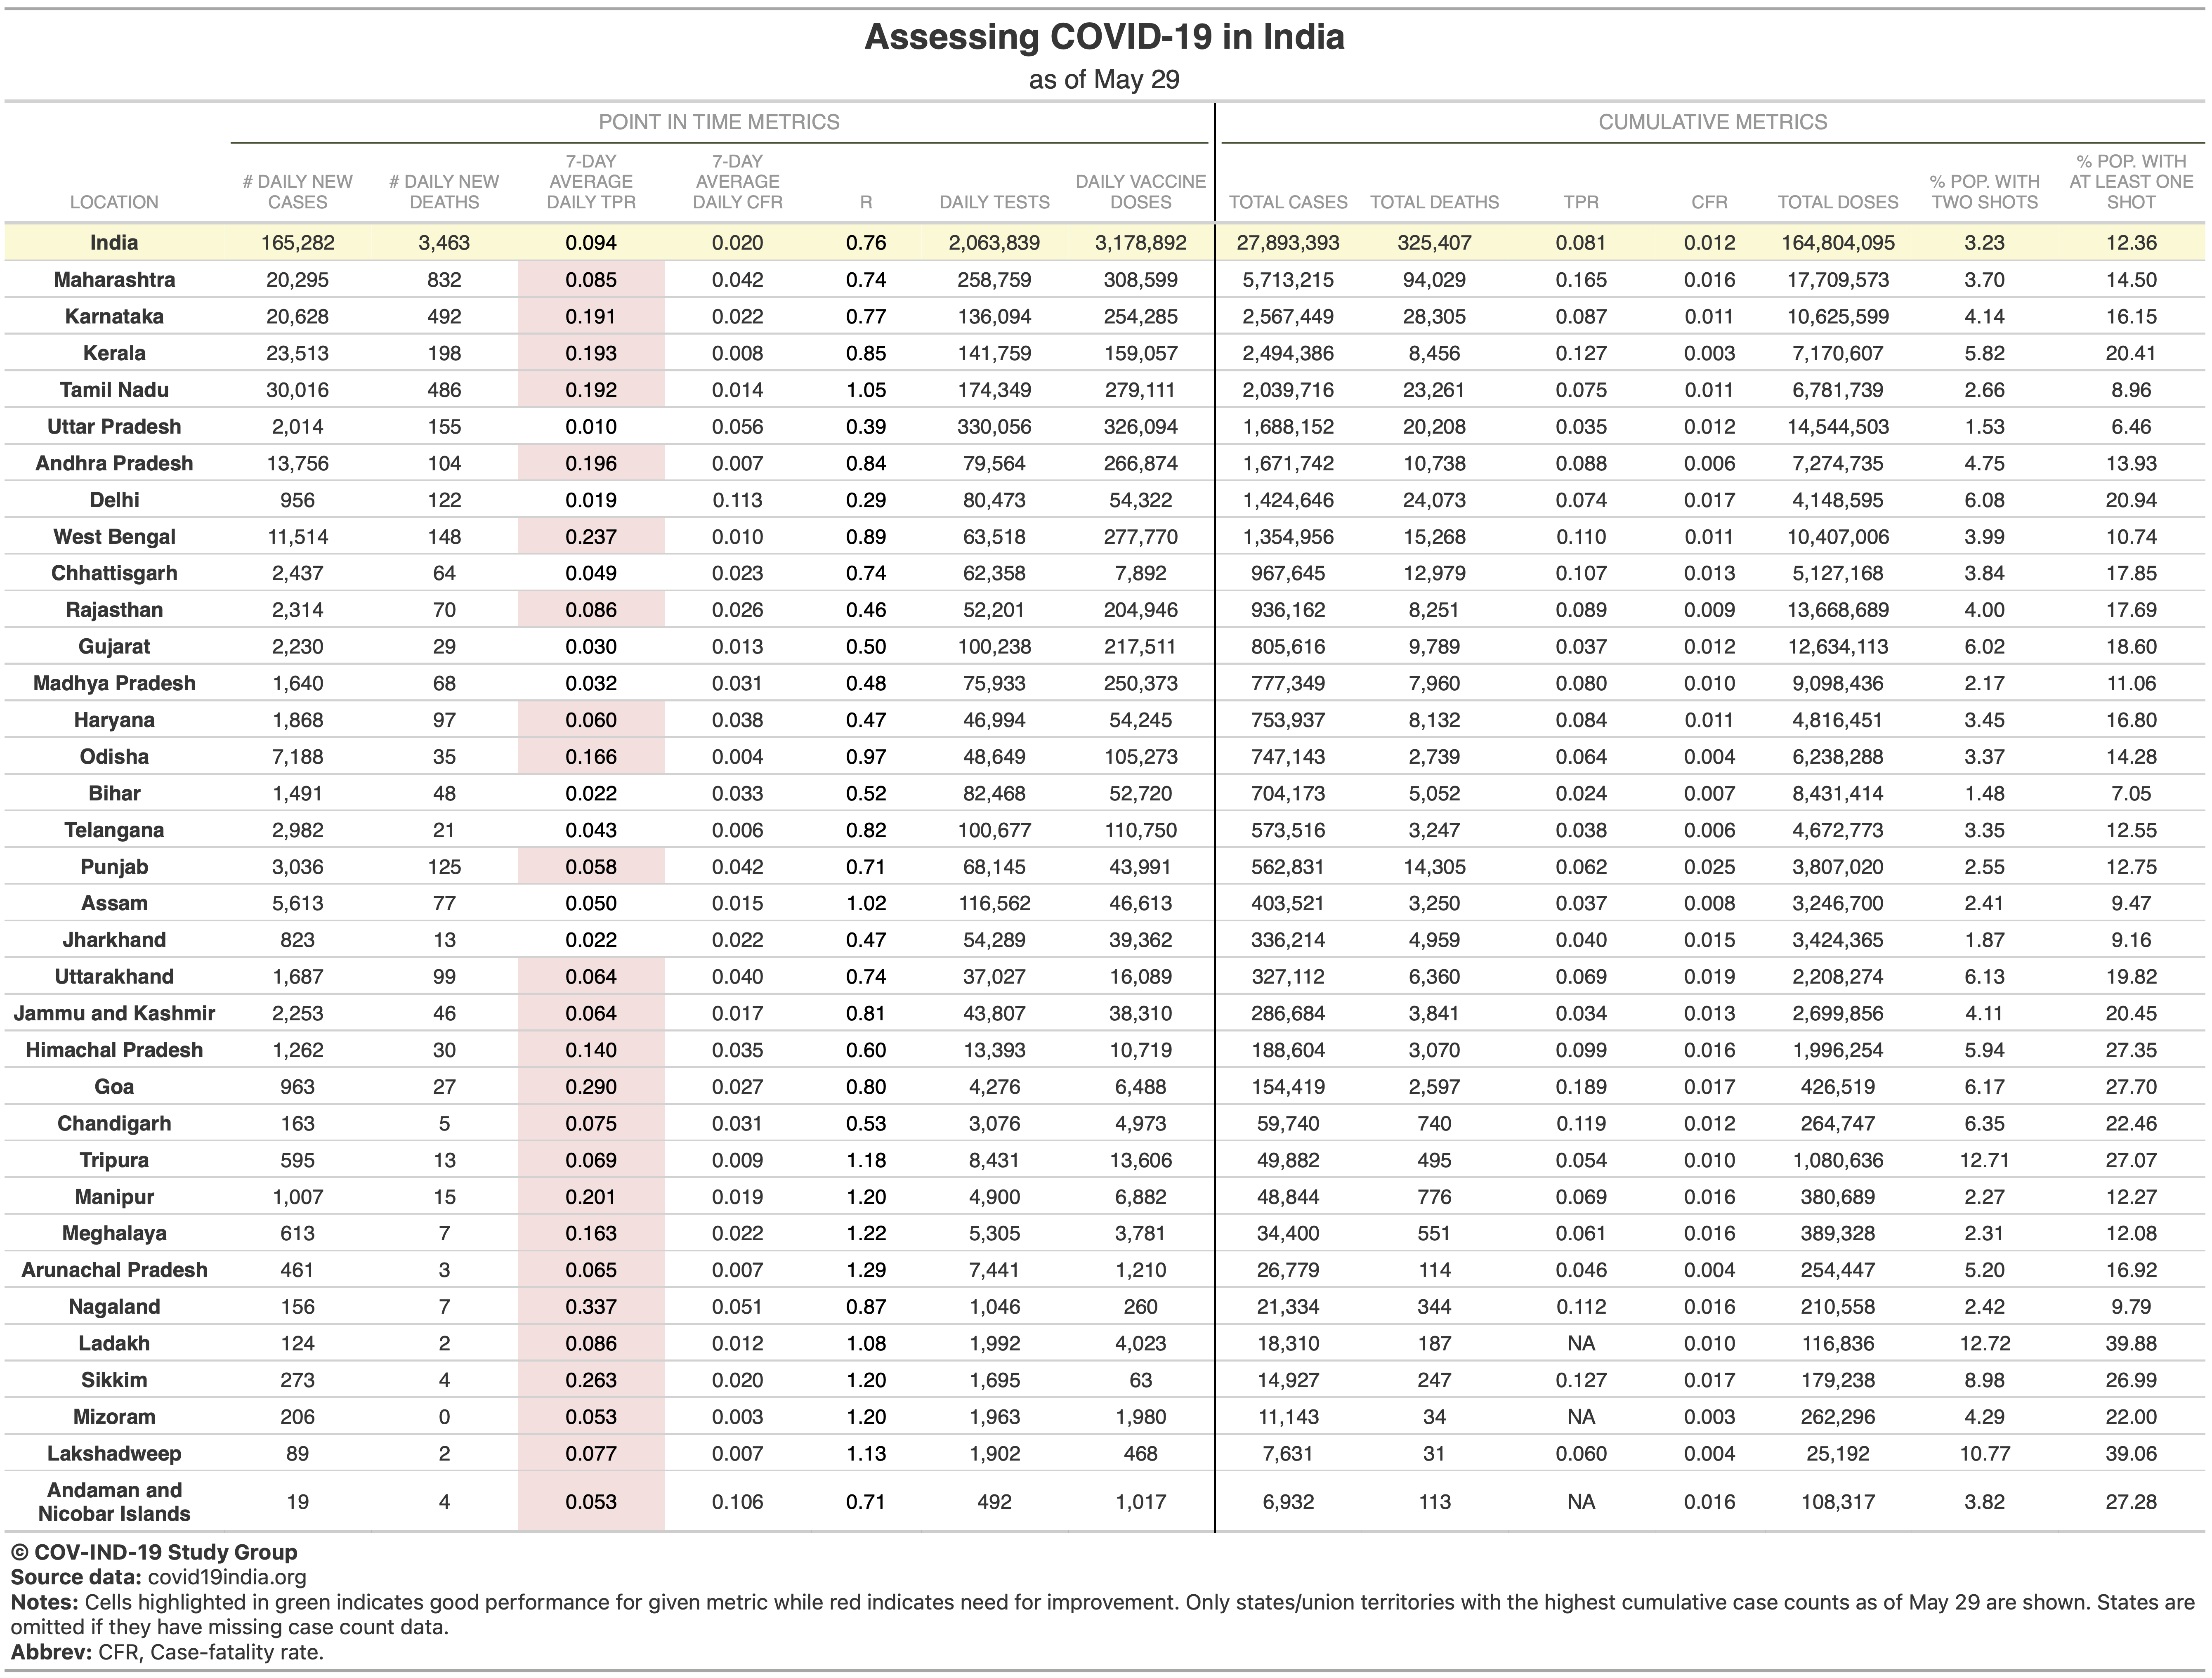 Assessing COVID-19 in India
as of May 29
POINT IN TIME METRICS CUMULATIVE METRICS
LOCATION # DAILY NEW CASES # DAILY NEW DEATHS 7-DAY AVERAGE DAILY TPR 7-DAY AVERAGE DAILY CFR R DAILY TESTS DAILY VACCINE DOSES TOTAL CASES TOTAL DEATHS TPR CFR TOTAL DOSES % POP. WITH TWO SHOTS % POP. WITH AT LEAST ONE SHOT
India 165,282 3,463 0.094 0.020 0.76 2,063,839 3,178,892 27,893,393 325,407 0.081 0.012 164,804,095 3.23 12.36
Maharashtra 20,295 832 0.085 0.042 0.74 258,759 308,599 5,713,215 94,029 0.165 0.016 17,709,573 3.70 14.50
Karnataka 20,628 492 0.191 0.022 0.77 136,094 254,285 2,567,449 28,305 0.087 0.011 10,625,599 4.14 16.15
Kerala 23,513 198 0.193 0.008 0.85 141,759 159,057 2,494,386 8,456 0.127 0.003 7,170,607 5.82 20.41
Tamil Nadu 30,016 486 0.192 0.014 1.05 174,349 279,111 2,039,716 23,261 0.075 0.011 6,781,739 2.66 8.96
Uttar Pradesh 2,014 155 0.010 0.056 0.39 330,056 326,094 1,688,152 20,208 0.035 0.012 14,544,503 1.53 6.46
Andhra Pradesh 13,756 104 0.196 0.007 0.84 79,564 266,874 1,671,742 10,738 0.088 0.006 7,274,735 4.75 13.93
Delhi 956 122 0.019 0.113 0.29 80,473 54,322 1,424,646 24,073 0.074 0.017 4,148,595 6.08 20.94
West Bengal 11,514 148 0.237 0.010 0.89 63,518 277,770 1,354,956 15,268 0.110 0.011 10,407,006 3.99 10.74
Chhattisgarh 2,437 64 0.049 0.023 0.74 62,358 7,892 967,645 12,979 0.107 0.013 5,127,168 3.84 17.85
Rajasthan 2,314 70 0.086 0.026 0.46 52,201 204,946 936,162 8,251 0.089 0.009 13,668,689 4.00 17.69
Gujarat 2,230 29 0.030 0.013 0.50 100,238 217,511 805,616 9,789 0.037 0.012 12,634,113 6.02 18.60
Madhya Pradesh 1,640 68 0.032 0.031 0.48 75,933 250,373 777,349 7,960 0.080 0.010 9,098,436 2.17 11.06
Haryana 1,868 97 0.060 0.038 0.47 46,994 54,245 753,937 8,132 0.084 0.011 4,816,451 3.45 16.80
Odisha 7,188 35 0.166 0.004 0.97 48,649 105,273 747,143 2,739 0.064 0.004 6,238,288 3.37 14.28
Bihar 1,491 48 0.022 0.033 0.52 82,468 52,720 704,173 5,052 0.024 0.007 8,431,414 1.48 7.05
Telangana 2,982 21 0.043 0.006 0.82 100,677 110,750 573,516 3,247 0.038 0.006 4,672,773 3.35 12.55
Punjab 3,036 125 0.058 0.042 0.71 68,145 43,991 562,831 14,305 0.062 0.025 3,807,020 2.55 12.75
Assam 5,613 77 0.050 0.015 1.02 116,562 46,613 403,521 3,250 0.037 0.008 3,246,700 2.41 9.47
Jharkhand 823 13 0.022 0.022 0.47 54,289 39,362 336,214 4,959 0.040 0.015 3,424,365 1.87 9.16
Uttarakhand 1,687 99 0.064 0.040 0.74 37,027 16,089 327,112 6,360 0.069 0.019 2,208,274 6.13 19.82
Jammu and Kashmir 2,253 46 0.064 0.017 0.81 43,807 38,310 286,684 3,841 0.034 0.013 2,699,856 4.11 20.45
Himachal Pradesh 1,262 30 0.140 0.035 0.60 13,393 10,719 188,604 3,070 0.099 0.016 1,996,254 5.94 27.35
Goa 963 27 0.290 0.027 0.80 4,276 6,488 154,419 2,597 0.189 0.017 426,519 6.17 27.70
Chandigarh 163 5 0.075 0.031 0.53 3,076 4,973 59,740 740 0.119 0.012 264,747 6.35 22.46
Tripura 595 13 0.069 0.009 1.18 8,431 13,606 49,882 495 0.054 0.010 1,080,636 12.71 27.07
Manipur 1,007 15 0.201 0.019 1.20 4,900 6,882 48,844 776 0.069 0.016 380,689 2.27 12.27
Meghalaya 613 7 0.163 0.022 1.22 5,305 3,781 34,400 551 0.061 0.016 389,328 2.31 12.08
Arunachal Pradesh 461 3 0.065 0.007 1.29 7,441 1,210 26,779 114 0.046 0.004 254,447 5.20 16.92
Nagaland 156 7 0.337 0.051 0.87 1,046 260 21,334 344 0.112 0.016 210,558 2.42 9.79
Ladakh 124 2 0.086 0.012 1.08 1,992 4,023 18,310 187 NA 0.010 116,836 12.72 39.88
Sikkim 273 4 0.263 0.020 1.20 1,695 63 14,927 247 0.127 0.017 179,238 8.98 26.99
Mizoram 206 0 0.053 0.003 1.20 1,963 1,980 11,143 34 NA 0.003 262,296 4.29 22.00
Lakshadweep 89 2 0.077 0.007 1.13 1,902 468 7,631 31 0.060 0.004 25,192 10.77 39.06
Andaman and Nicobar Islands 19 4 0.053 0.106 0.71 492 1,017 6,932 113 NA 0.016 108,317 3.82 27.28
© COV-IND-19 Study Group
Source data: covid19india.org
Notes: Cells highlighted in green indicates good performance for given metric while red indicates need for improvement. Only states/union territories with the highest cumulative case counts as of May 29 are shown. States are
omitted if they have missing case count data.
Abbrev: CFR, Case-fatality rate.